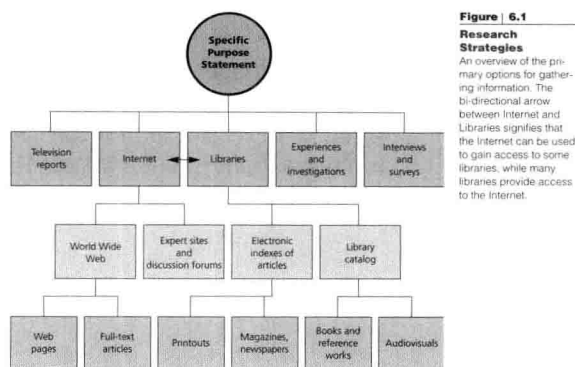 Specific
Purpose
Statement
Television
reports
Internet
Libraries
Experiences
and
investigations
Interviews
and
surveys
World Wide
Web
Expert sites
and
discussion forums
Electronic
indexes of
articles
Library
catalog
Web
pages
Full-text
articles
Printouts
Magazines,
newspapers
Books and
reference
works
Audiovisuals
Figure | 6.1
Research
Strategies
An overview of the pri-
mary options for gather-
ing information. The
bi-directional arrow
between Internet and
Libraries signifies that
the Internet can be used
to gain access to some
libraries, while many
libraries provide access
to the Internet.